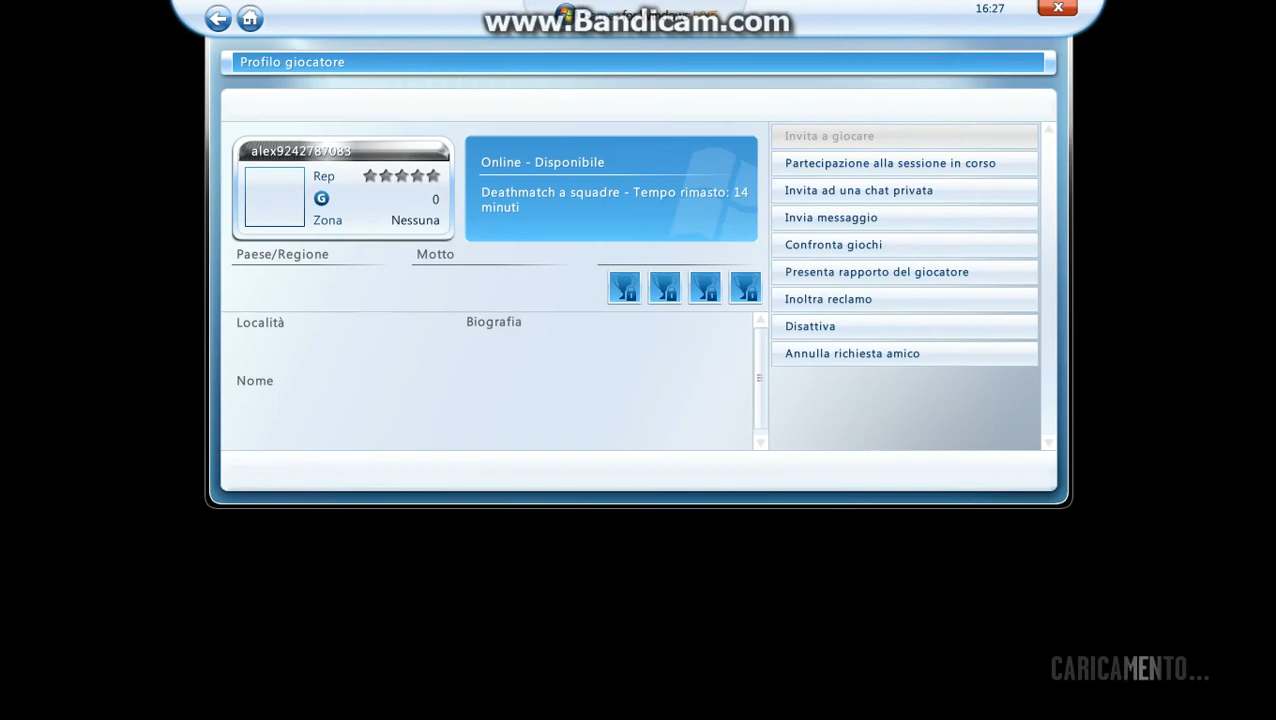 16:27
www.Bandicam.com
Profilo giocatore
alex9242787083
Rep
G 0
Zona Nessuna
Online - Disponibile
Deathmatch a squadre - Tempo rimasto: 14
minuti
Paese/Regione
Motto
Località
Biografia
Nome
Invita a giocare
Partecipazione alla sessione in corso
Invita ad una chat privata
Invia messaggio
Confronta giochi
Presenta rapporto del giocatore
Inoltra reclamo
Disattiva
Annulla richiesta amico
CARICAMENTO...